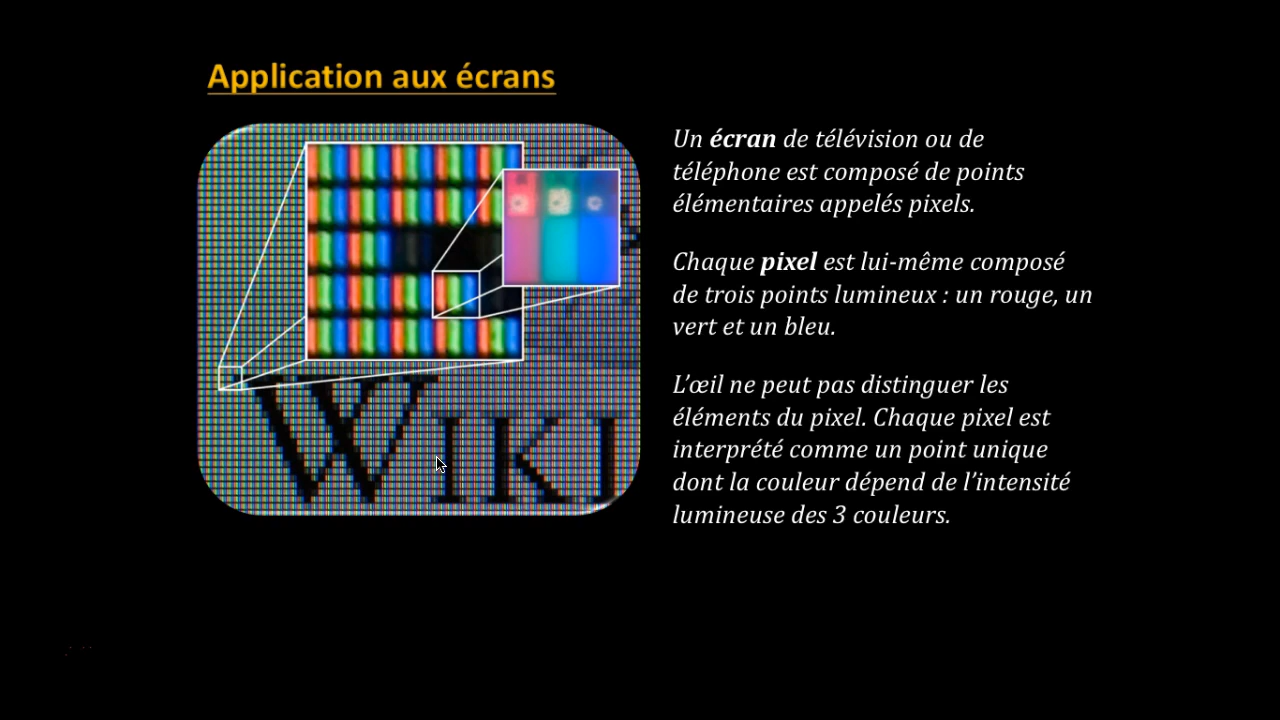 Application aux écrans
Un écran de télévision ou de
téléphone est composé de points
élémentaires appelés pixels.
Chaque pixel est lui-même composé
de trois points lumineux : un rouge, un
vert et un bleu.
L’œil ne peut pas distinguer les
éléments du pixel. Chaque pixel est
interprété comme un point unique
dont la couleur dépend de l’intensité
lumineuse des 3 couleurs.
WIKI